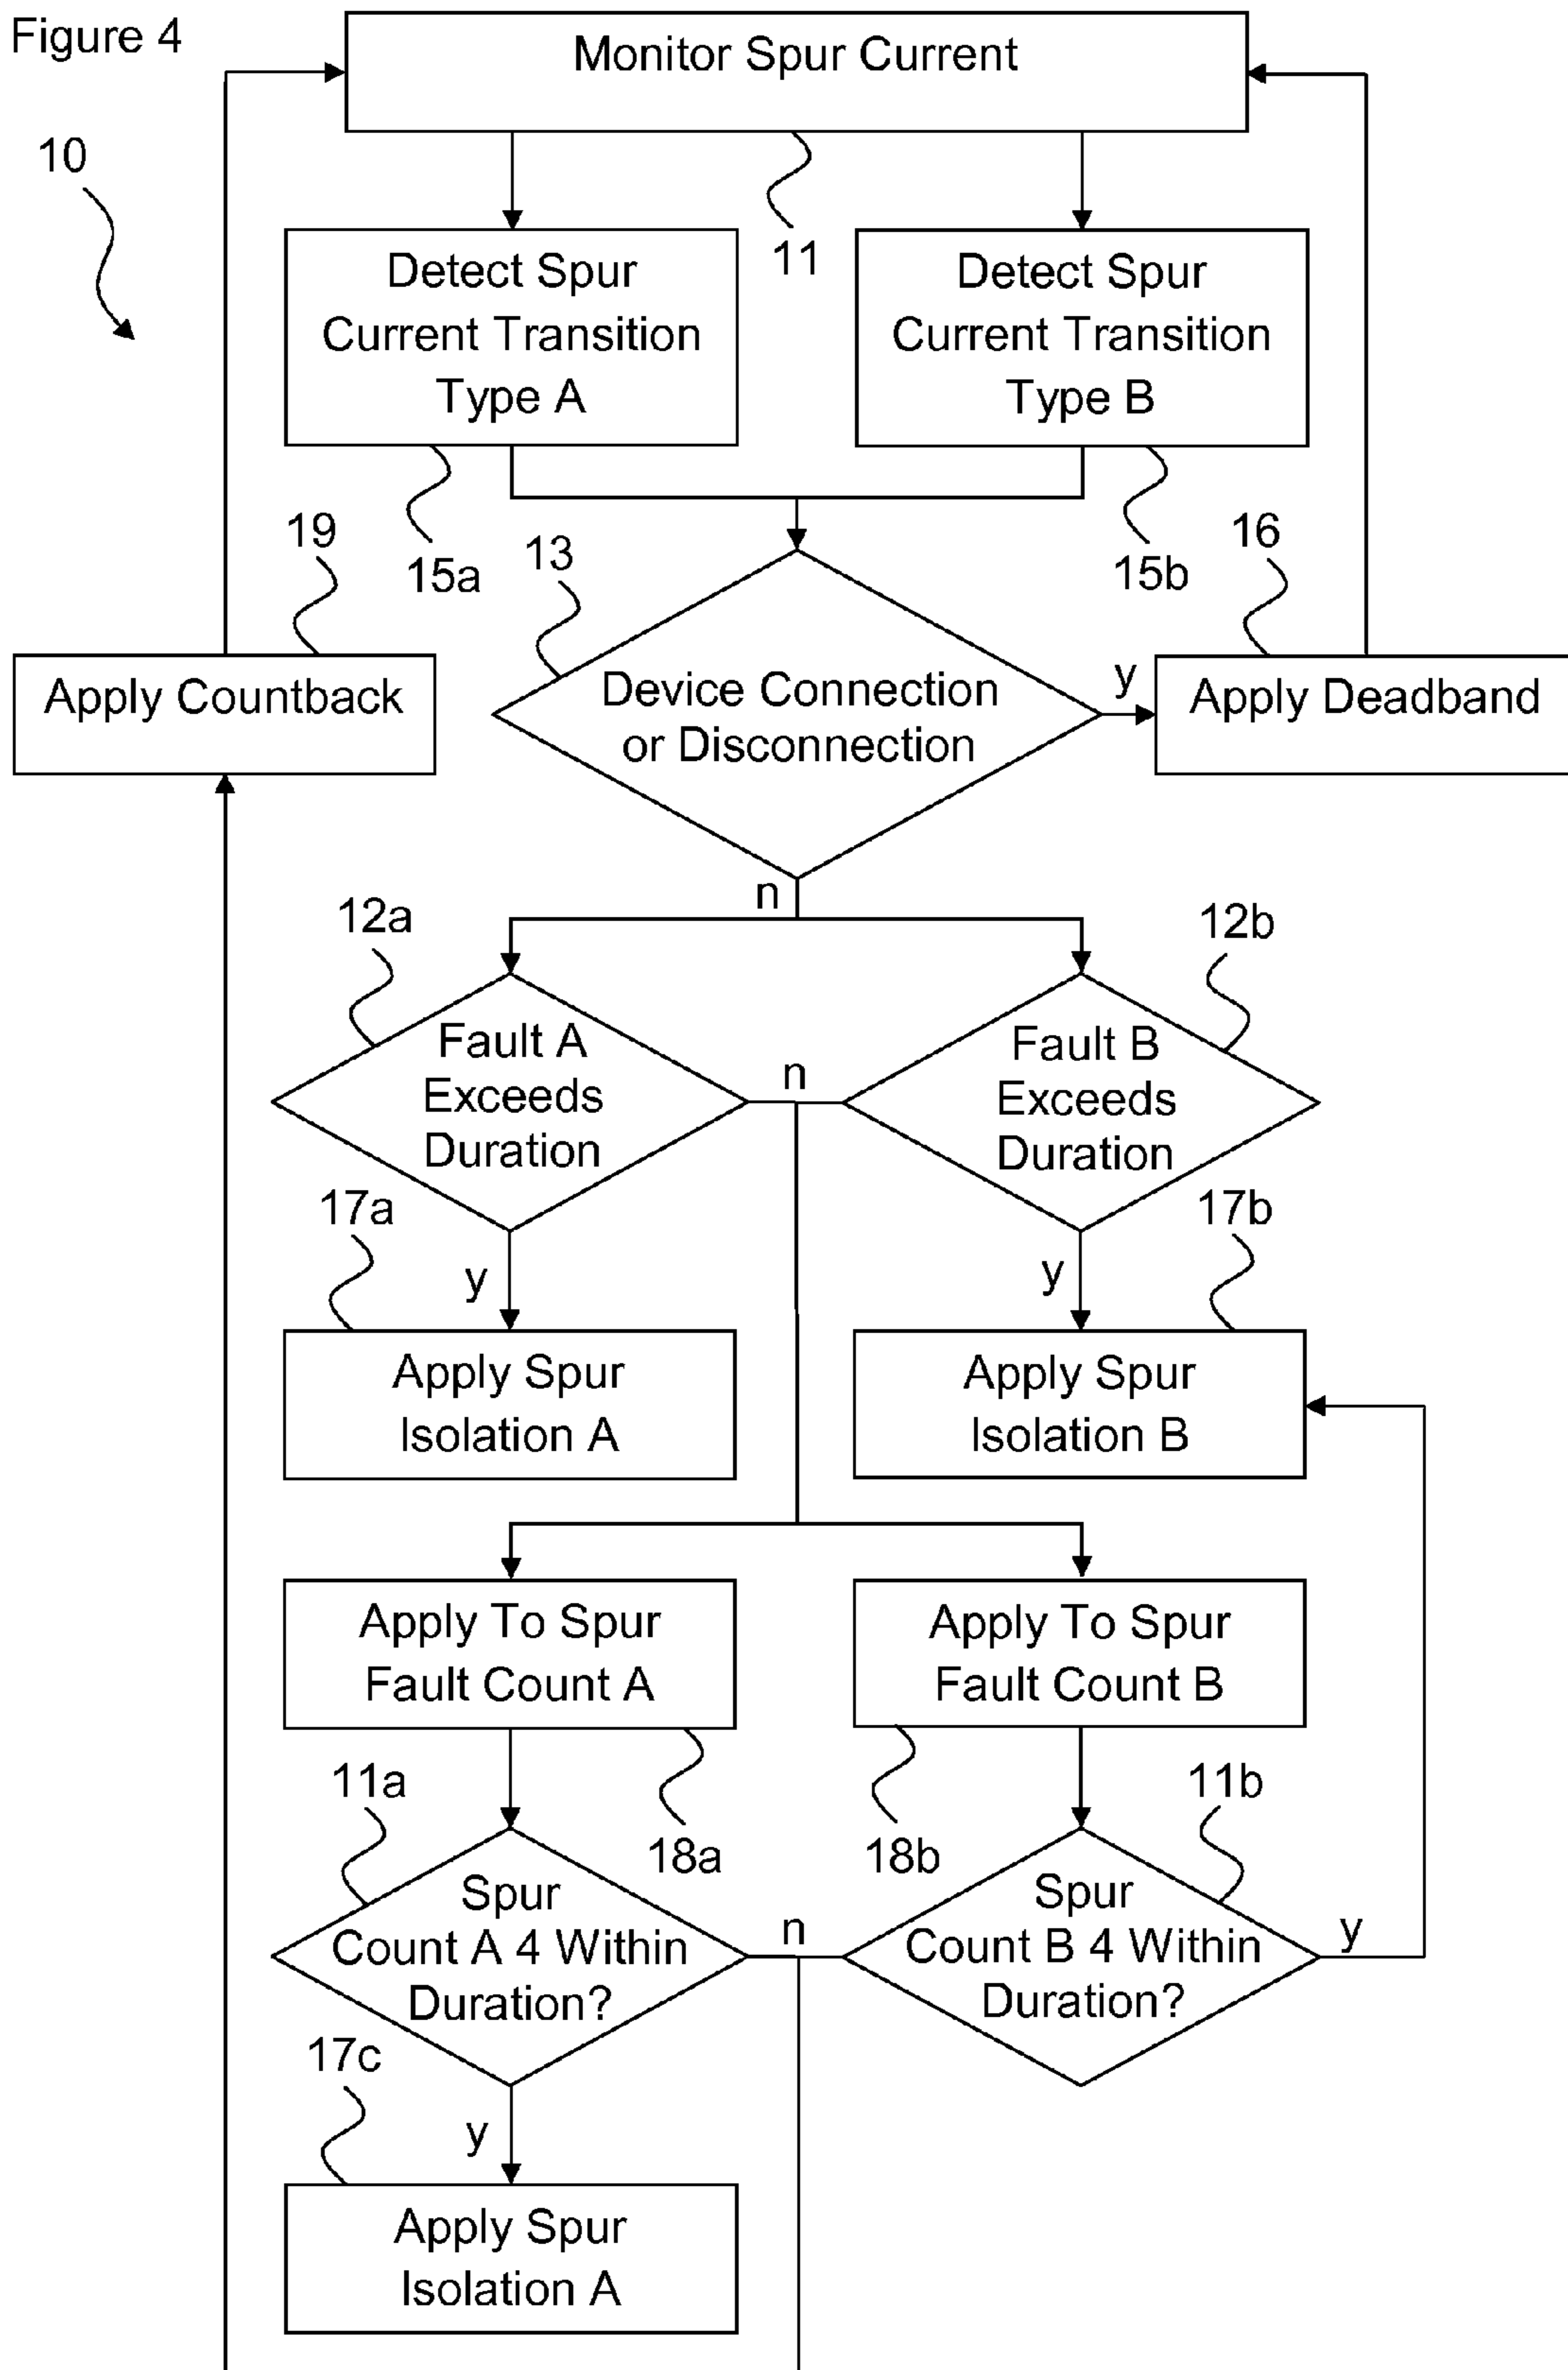 Figure 4
Monitor Spur Current
10
11
Detect Spur
Current Transition
Type A
Detect Spur
Current Transition
Type B
19
13
15a
15b
16
Apply Countback
Device Connection
or Disconnection
y
Apply Deadband
n
12a
12b
Fault A
Exceeds
Duration
n
Fault B
Exceeds
Duration
17a
17b
y
y
Apply Spur
Isolation A
Apply Spur
Isolation B
Apply To Spur
Fault Count A
Apply To Spur
Fault Count B
11a
18a
18b
11b
Spur
Count A 4 Within
Duration?
n
Spur
Count B 4 Within
Duration?
y
17c
y
Apply Spur
Isolation A